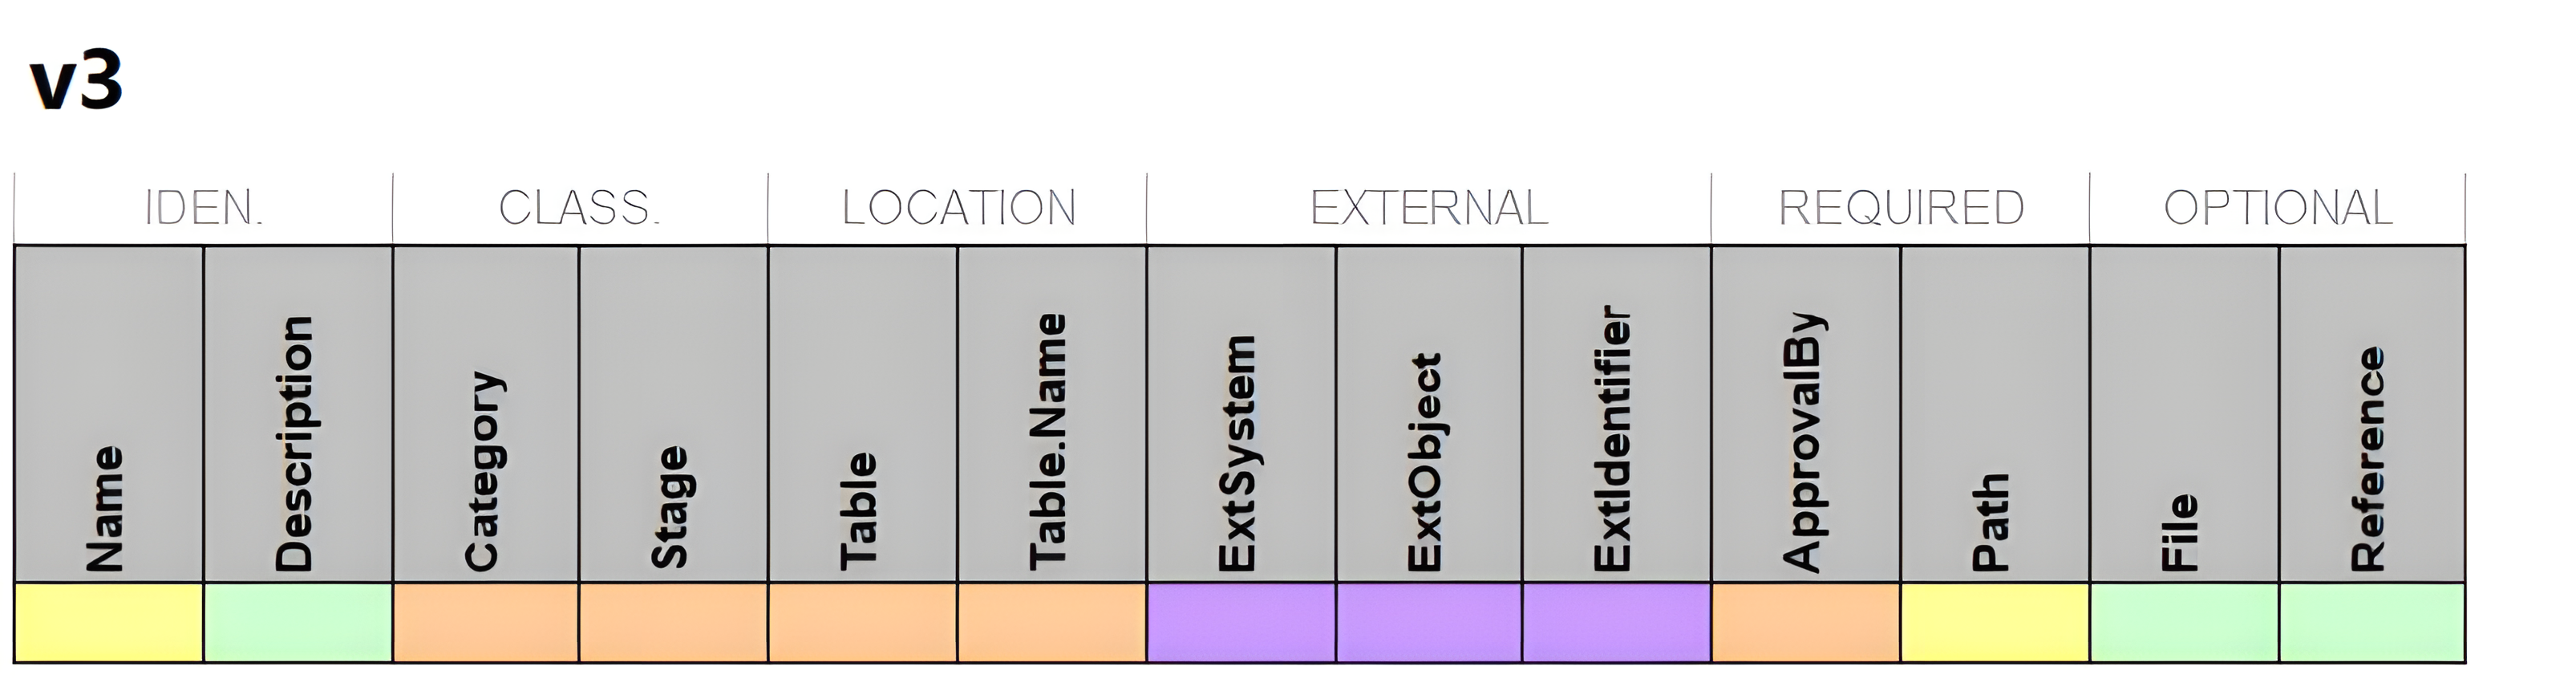 v3
IDEN. CLASS. LOCATION EXTERNAL REQUIRED OPTIONAL
Name
Description
Category
Stage
Table
Table.Name
ExtSystem
ExtObject
ExtIdentifier
ApprovalBy
Path
File
Reference